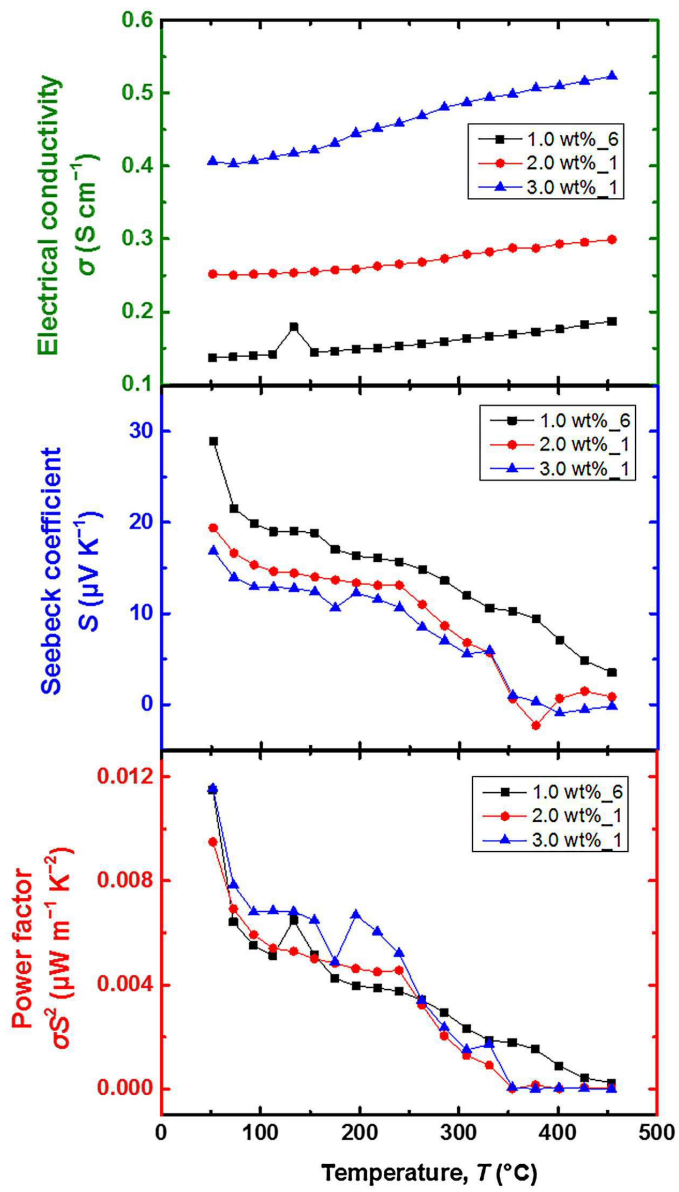 Electrical conductivity
σ (S cm⁻¹)
0.6
0.5
0.4
0.3
0.2
0.1
1.0 wt%_6
2.0 wt%_1
3.0 wt%_1
Seebeck coefficient
S (µV K⁻¹)
30
20
10
0
1.0 wt%_6
2.0 wt%_1
3.0 wt%_1
Power factor
σS² (µW m⁻¹ K⁻²)
0.012
0.008
0.004
0.000
1.0 wt%_6
2.0 wt%_1
3.0 wt%_1
0 100 200 300 400 500
Temperature, T (°C)